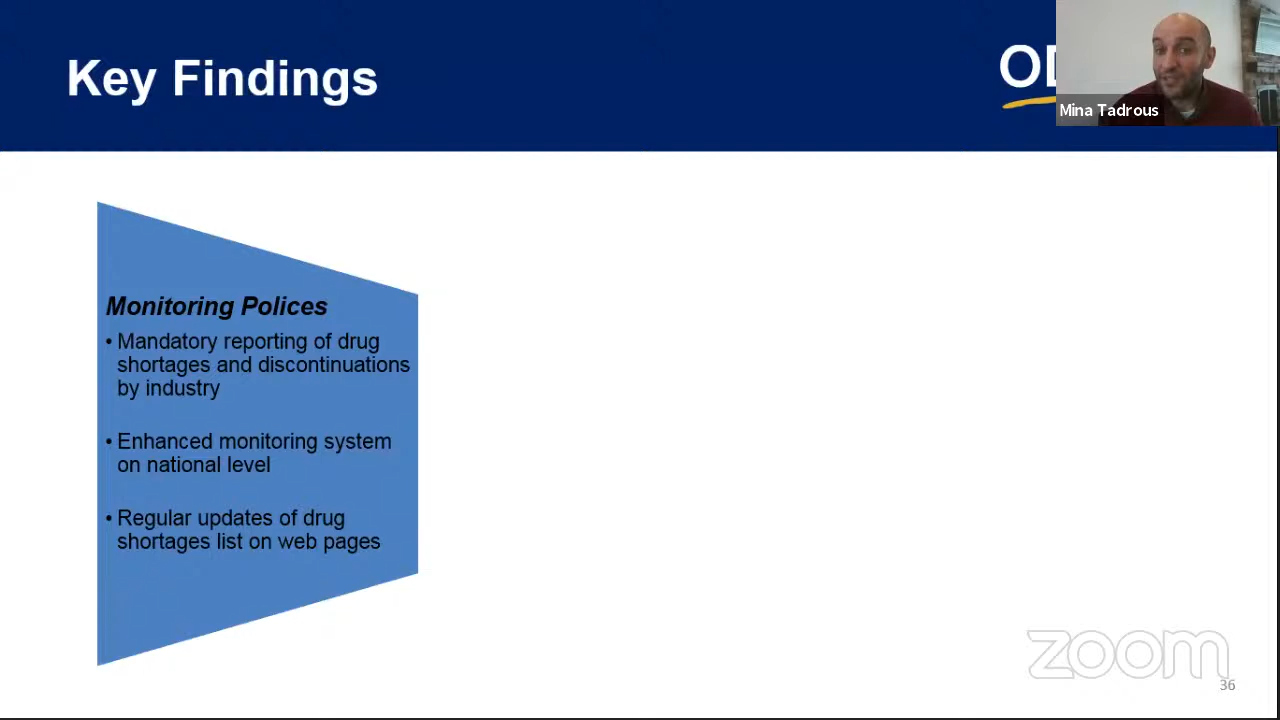 Key Findings
Mina Tadrous
Monitoring Polices
• Mandatory reporting of drug
shortages and discontinuations
by industry
• Enhanced monitoring system
on national level
• Regular updates of drug
shortages list on web pages
zoom
36